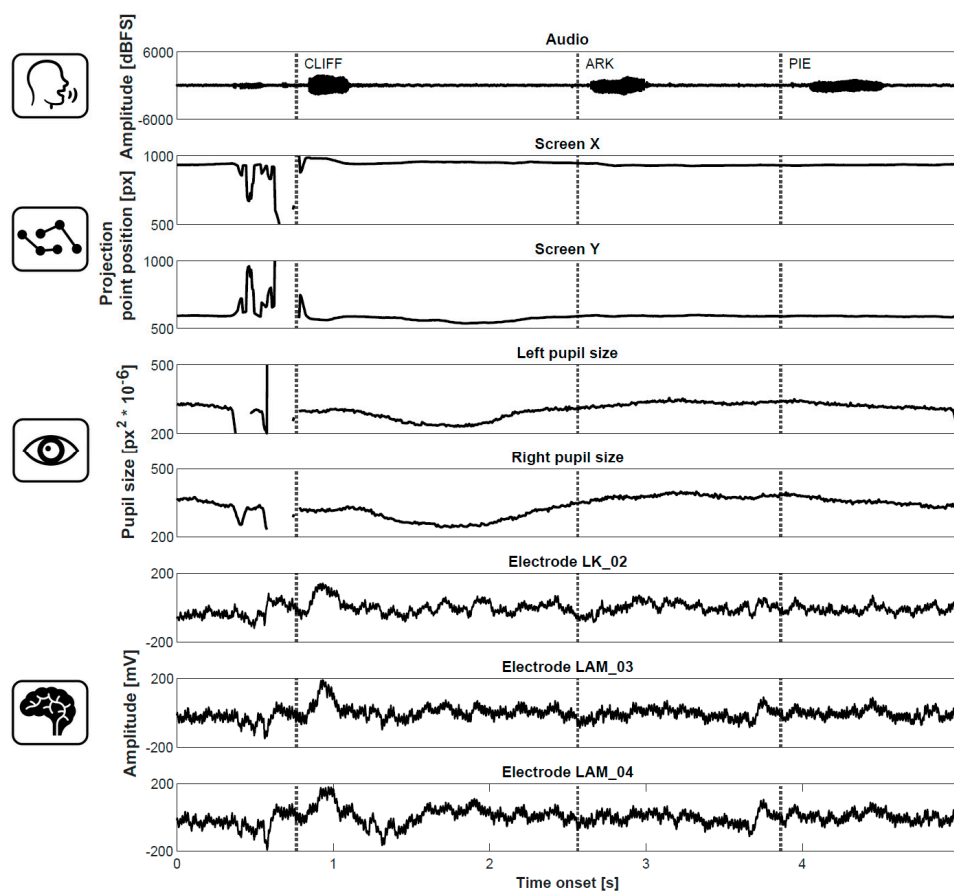 Audio
Amplitude [dBFS]
6000
-6000
CLIFF
ARK
PIE
Screen X
Projection
point position [px]
1000
500
Screen Y
1000
500
Left pupil size
Pupil size [px² * 10⁻⁶]
500
200
Right pupil size
500
200
Electrode LK_02
Amplitude [mV]
200
-200
Electrode LAM_03
200
-200
Electrode LAM_04
200
-200
0
1
2
3
4
Time onset [s]